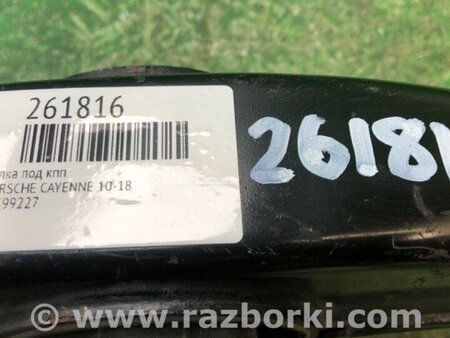 261816
лка под кпп
RSCHE CAYENNE 10-18
99227
26181
www.razborki.com